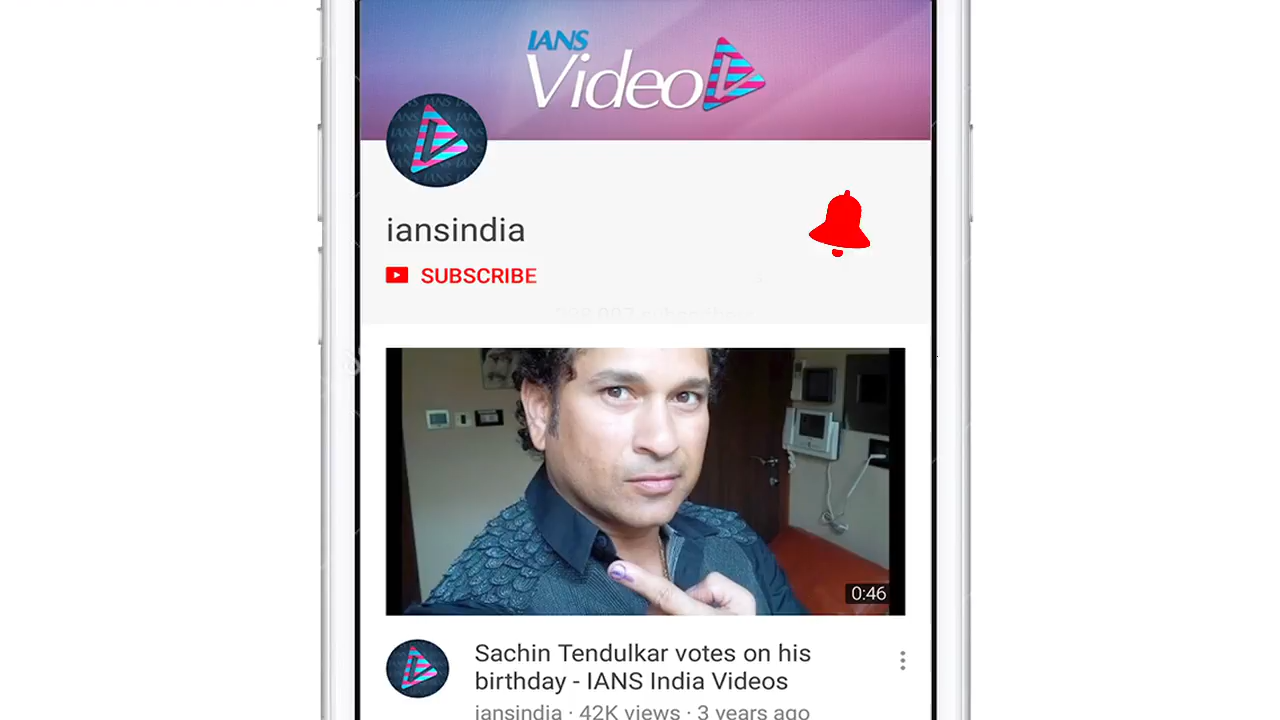 IANS
Video
iansindia
SUBSCRIBE
0:46
Sachin Tendulkar votes on his
birthday - IANS India Videos
iansindia · 42K views · 3 years ago